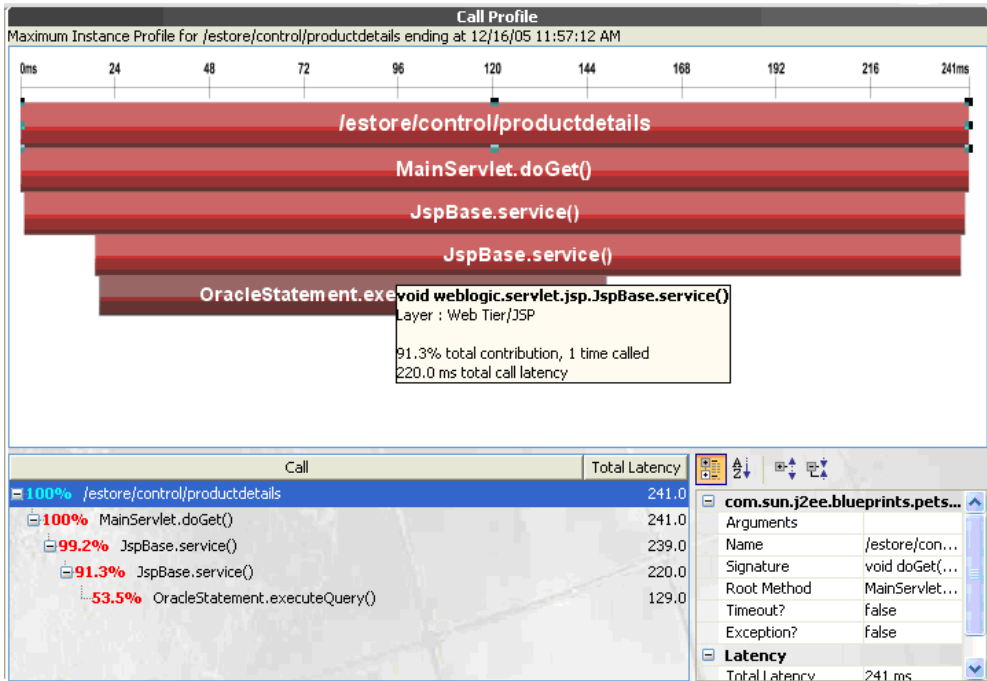 Call Profile
Maximum Instance Profile for /estore/control/productdetails ending at 12/16/05 11:57:12 AM
0ms 24 48 72 96 120 144 168 192 216 241ms
/estore/control/productdetails
MainServlet.doGet()
JspBase.service()
JspBase.service()
OracleStatement.exe
void weblogic.servlet.jsp.JspBase.service()
Layer : Web Tier/JSP
91.3% total contribution, 1 time called
220.0 ms total call latency
Call Total Latency
100% /estore/control/productdetails 241.0
100% MainServlet.doGet() 241.0
99.2% JspBase.service() 239.0
91.3% JspBase.service() 220.0
53.5% OracleStatement.executeQuery() 129.0
com.sun.j2ee.blueprints.pets...
Arguments
Name /estore/con...
Signature void doGet(...
Root Method MainServlet...
Timeout? false
Exception? false
Latency
Total Latency 241 ms